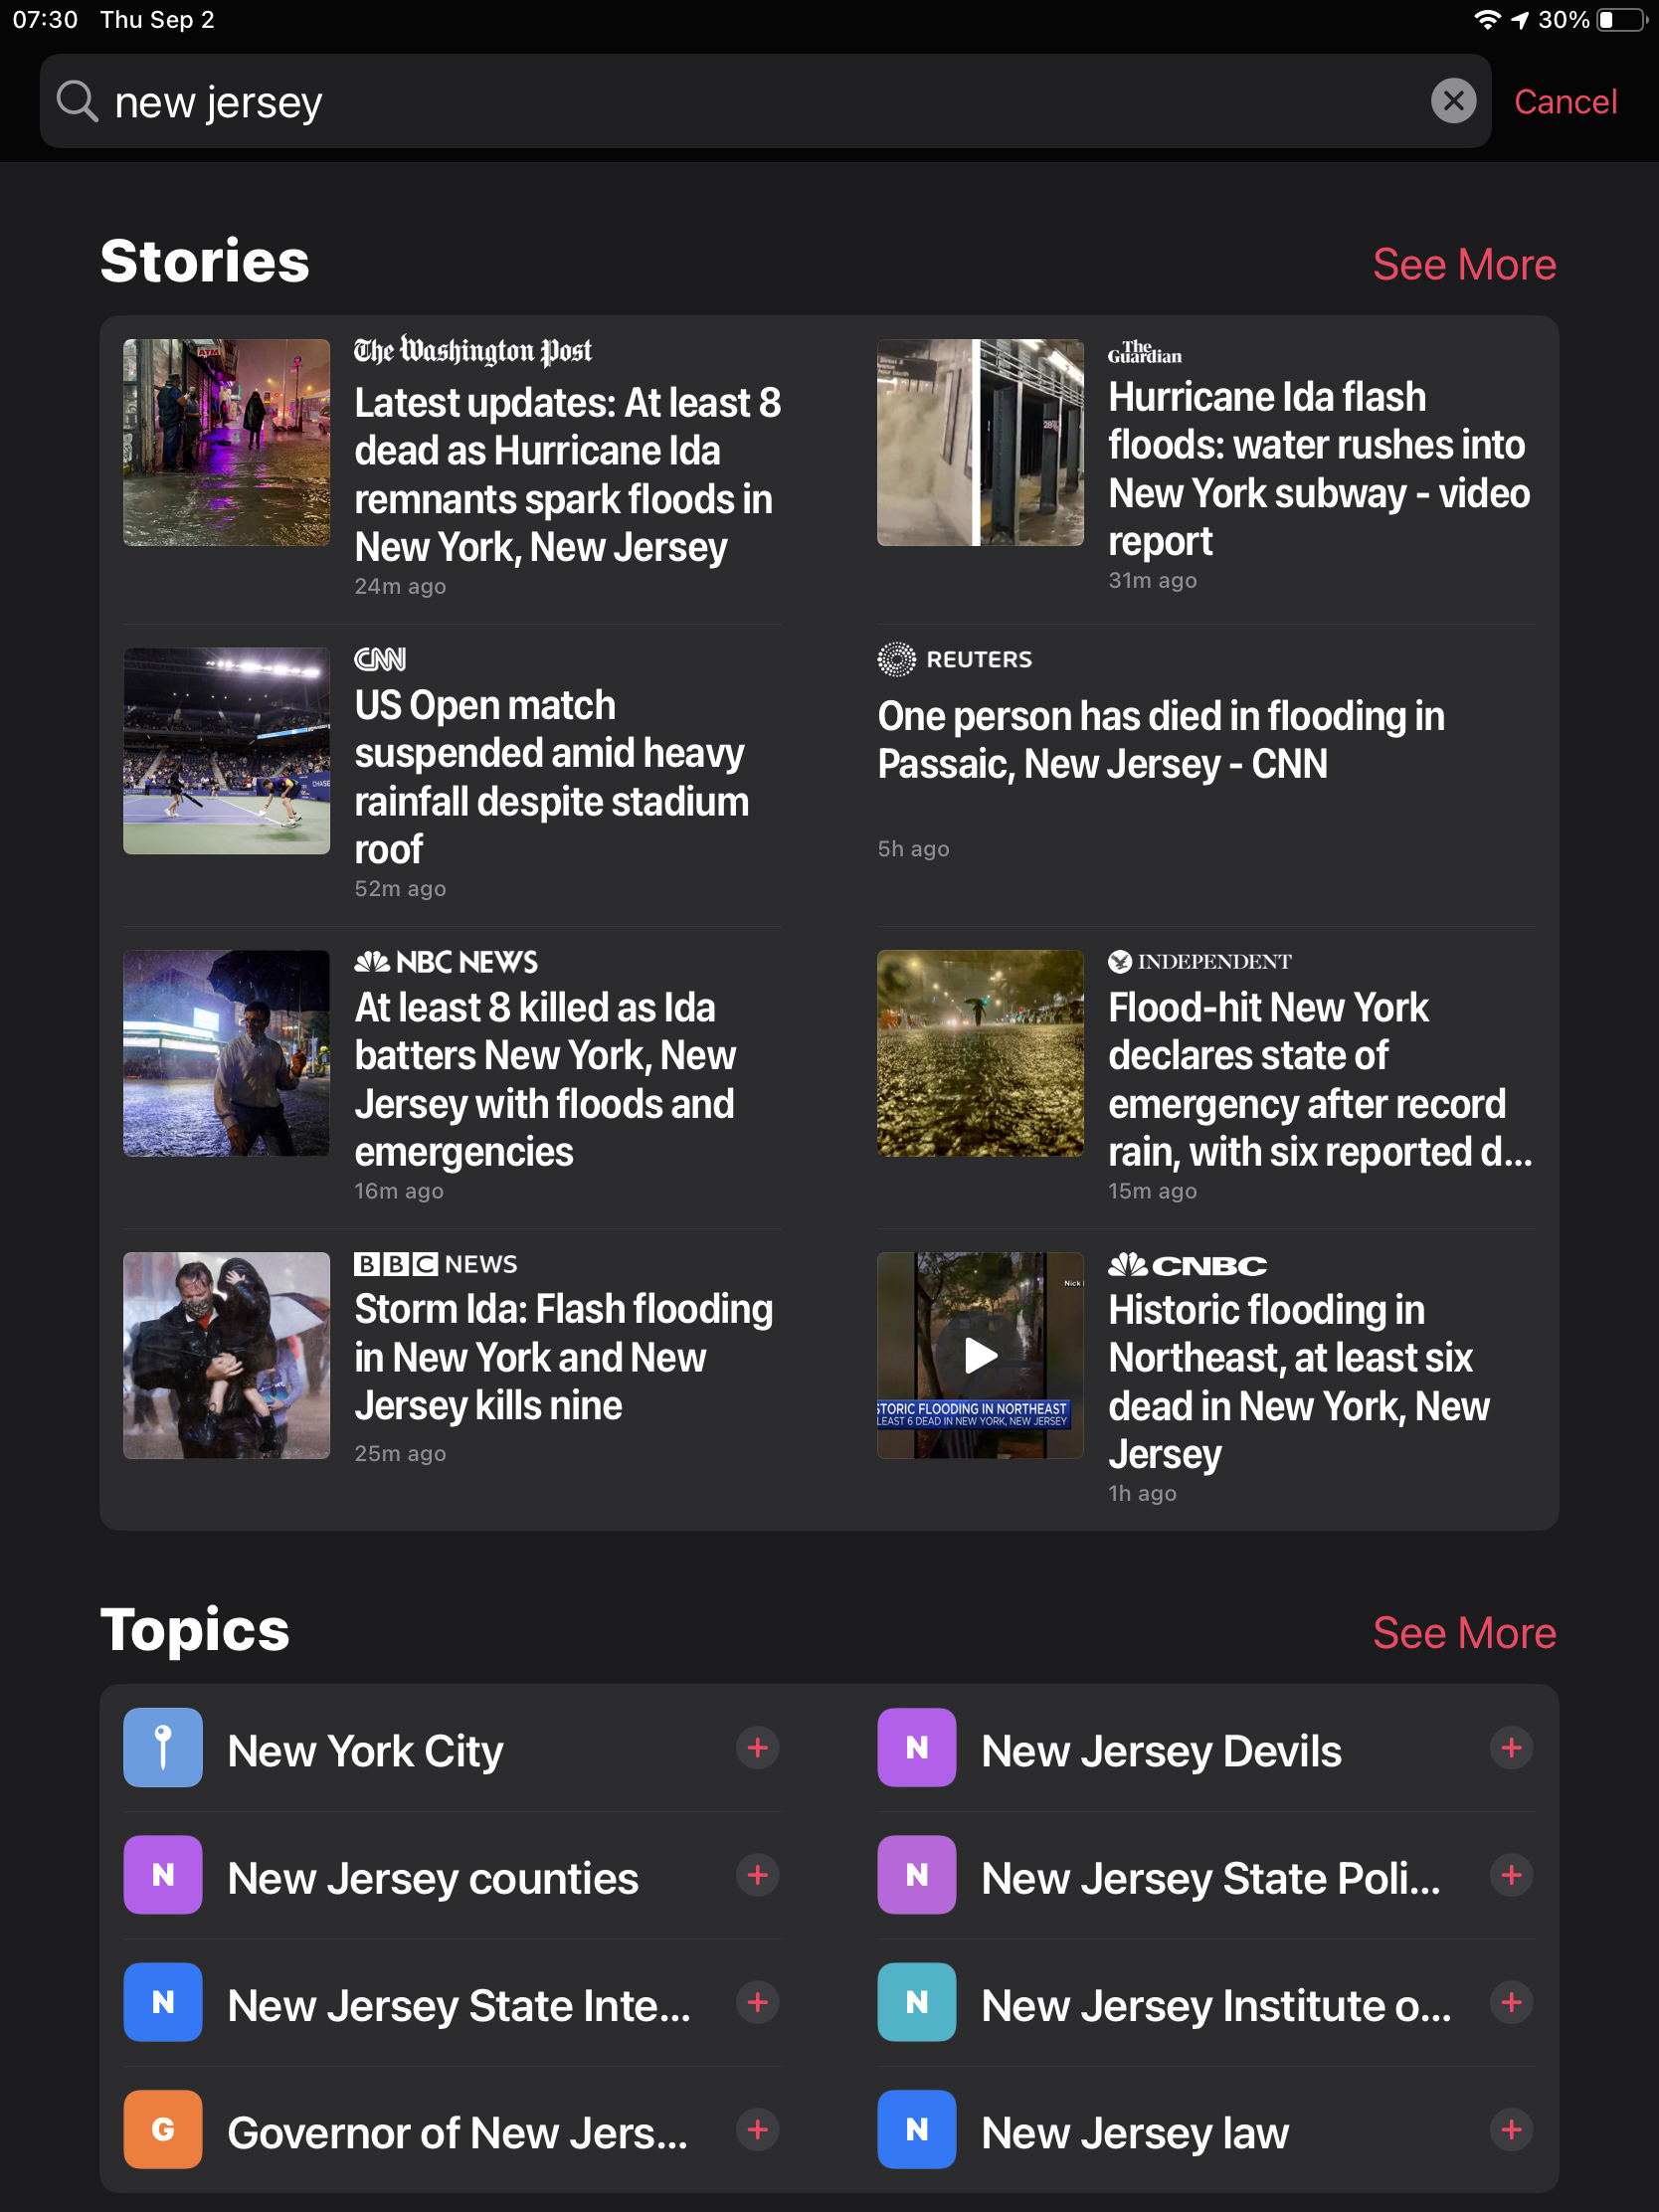 07:30 Thu Sep 2
30%
new jersey
Cancel
Stories
See More
The Washington Post
Latest updates: At least 8
dead as Hurricane Ida
remnants spark floods in
New York, New Jersey
24m ago
ATM
The
Guardian
Hurricane Ida flash
floods: water rushes into
New York subway - video
report
31m ago
CNN
US Open match
suspended amid heavy
rainfall despite stadium
roof
52m ago
CHASE
REUTERS
One person has died in flooding in
Passaic, New Jersey - CNN
5h ago
NBC NEWS
At least 8 killed as Ida
batters New York, New
Jersey with floods and
emergencies
16m ago
INDEPENDENT
Flood-hit New York
declares state of
emergency after record
rain, with six reported d...
15m ago
BBC NEWS
Storm Ida: Flash flooding
in New York and New
Jersey kills nine
25m ago
Nick
STORIC FLOODING IN NORTHEAST
LEAST 6 DEAD IN NEW YORK, NEW JERSEY
CNBC
Historic flooding in
Northeast, at least six
dead in New York, New
Jersey
1h ago
Topics
See More
New York City
N New Jersey Devils
N New Jersey counties
N New Jersey State Poli...
N New Jersey State Inte...
N New Jersey Institute o...
G Governor of New Jers...
N New Jersey law